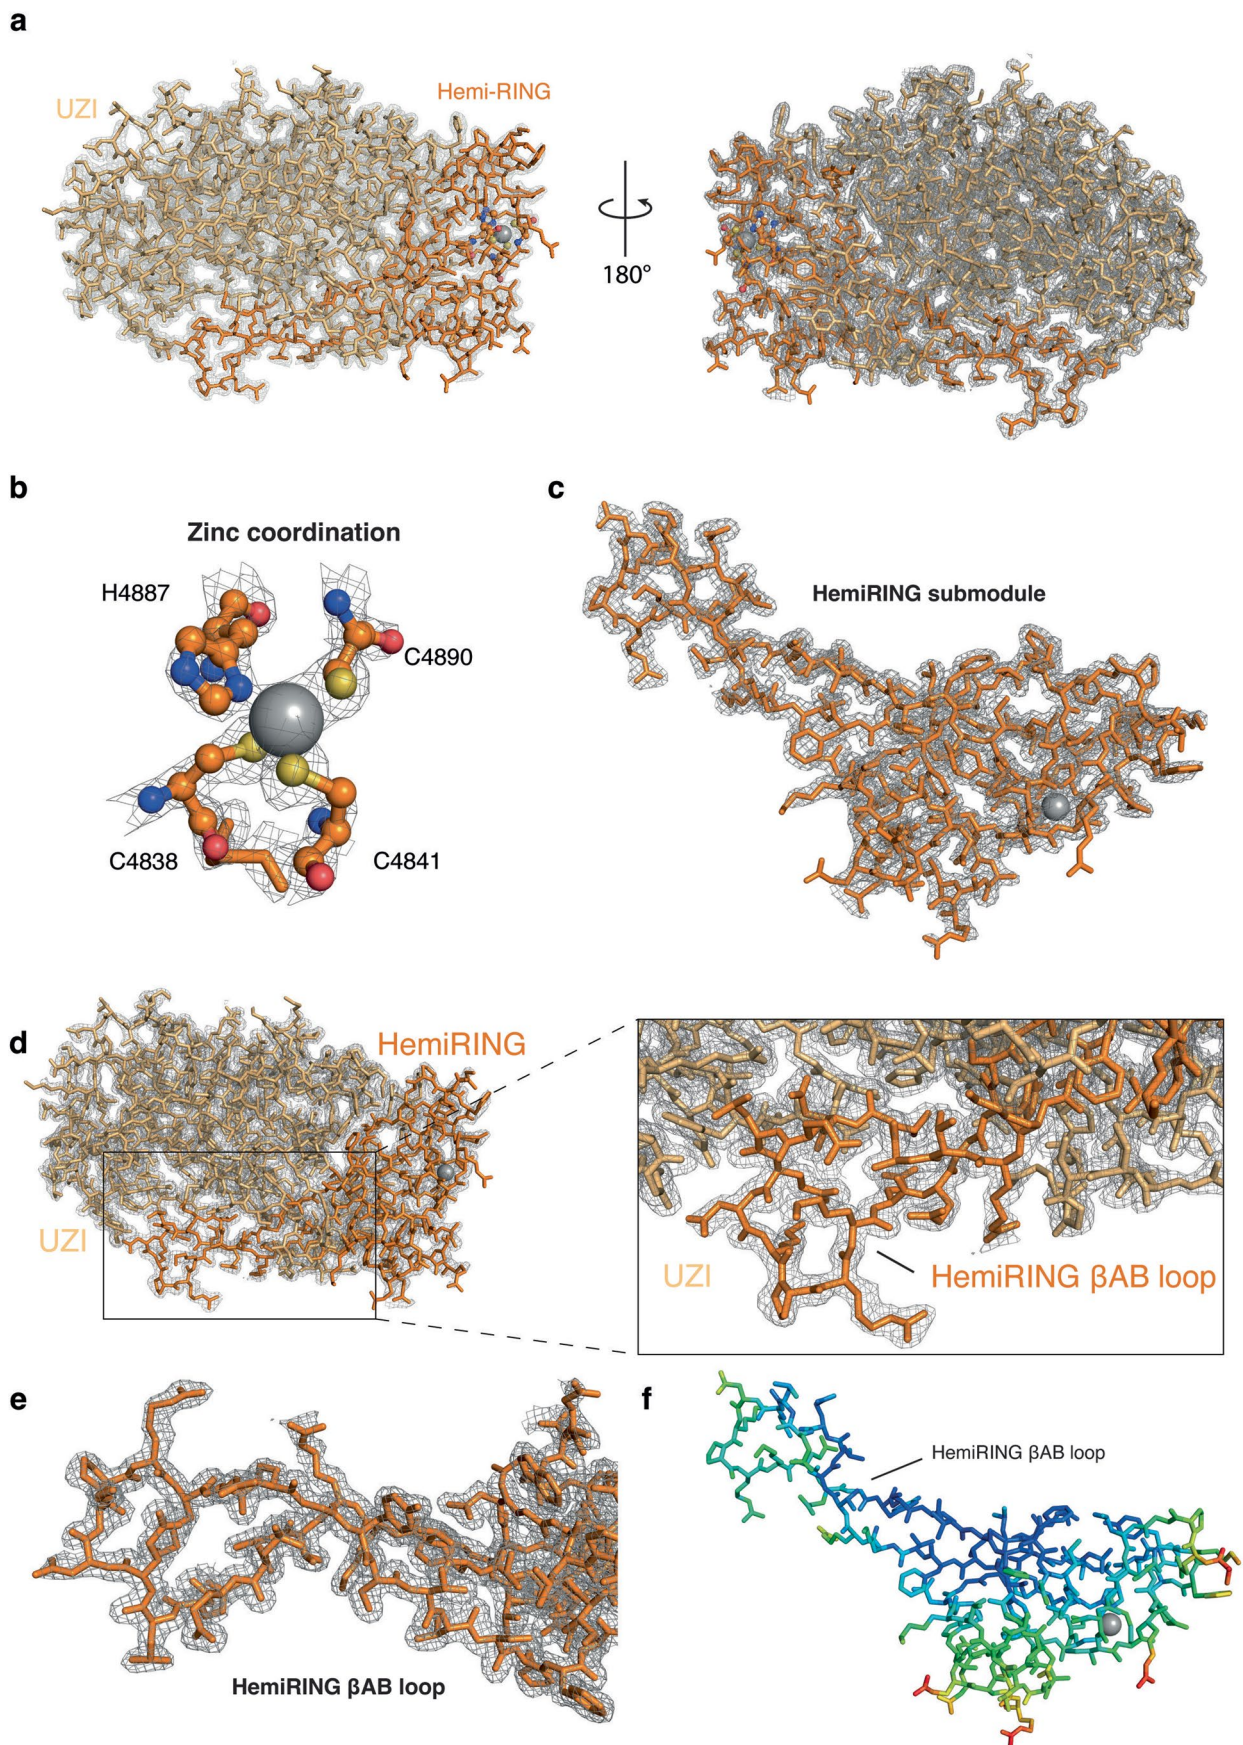 a
UZI
Hemi-RING
180°
b
Zinc coordination
H4887
C4890
C4838
C4841
c
HemiRING submodule
d
HemiRING
UZI
UZI
HemiRING βAB loop
e
HemiRING βAB loop
f
HemiRING βAB loop